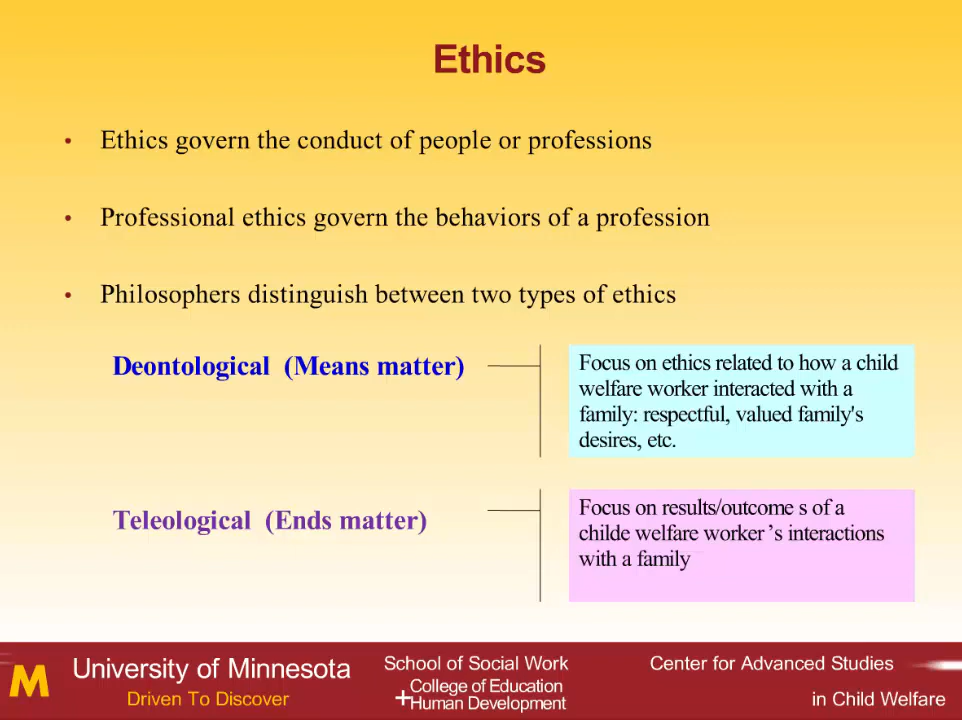 Ethics
• Ethics govern the conduct of people or professions
• Professional ethics govern the behaviors of a profession
• Philosophers distinguish between two types of ethics
Deontological (Means matter)
Focus on ethics related to how a child
welfare worker interacted with a
family: respectful, valued family's
desires, etc.
Teleological (Ends matter)
Focus on results/outcome s of a
childe welfare worker ’s interactions
with a family
M
University of Minnesota
Driven To Discover
School of Social Work
College of Education
+Human Development
Center for Advanced Studies
in Child Welfare